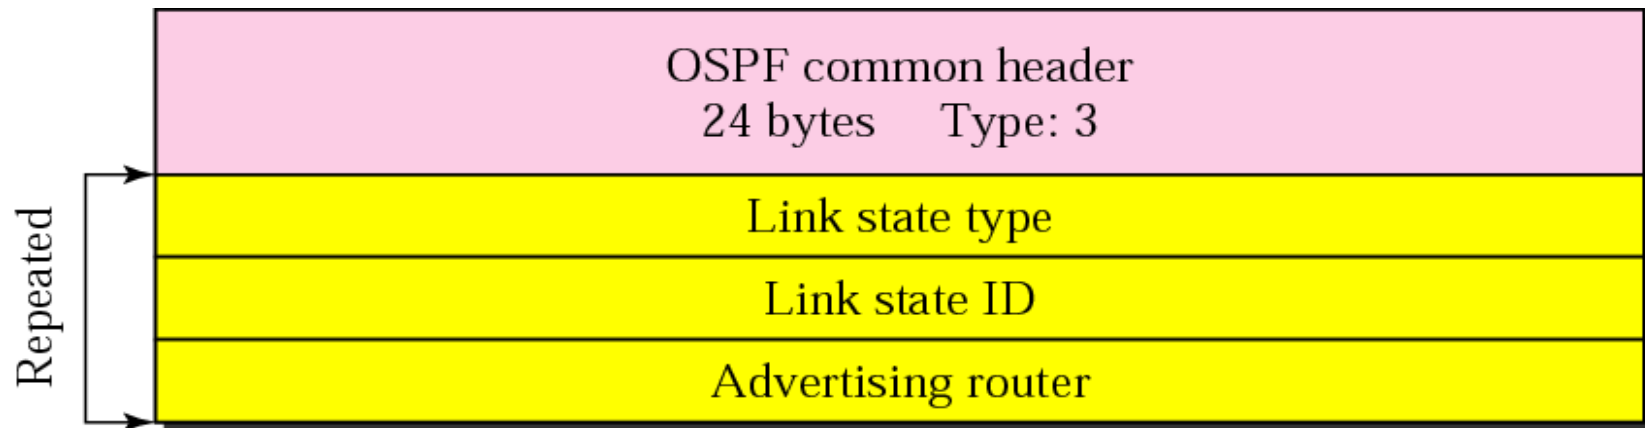 OSPF common header
24 bytes Type: 3
Repeated
Link state type
Link state ID
Advertising router